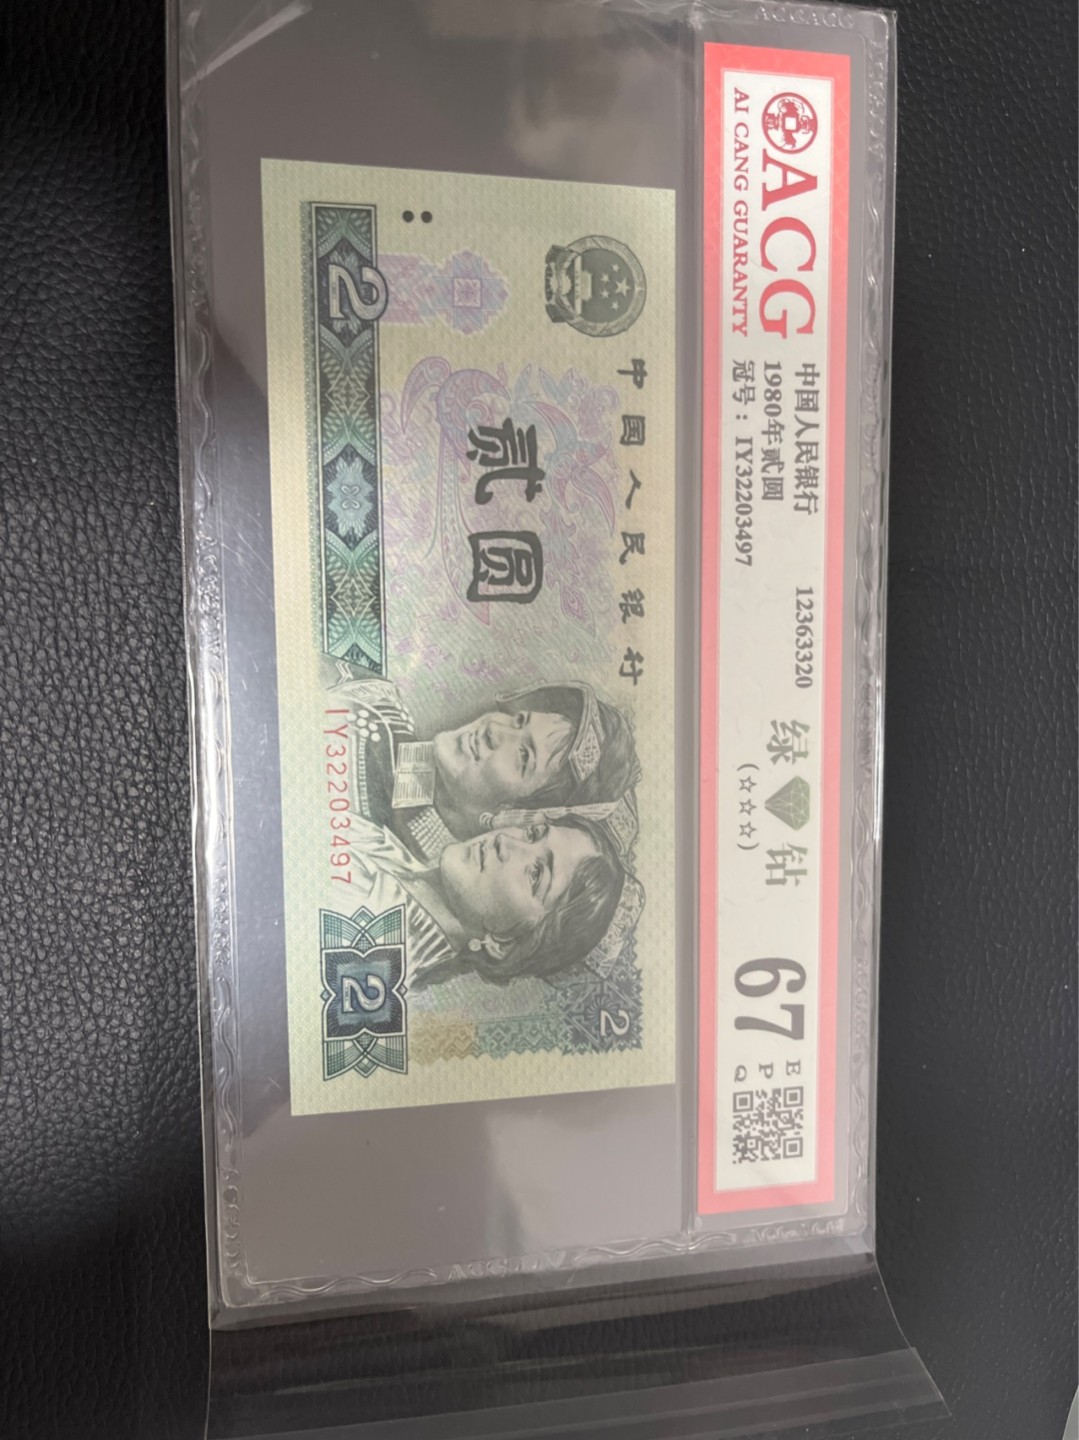 ACG
AI CANG GUARANTY
中国人民银行 12363320
1980年贰圆
冠号：IY32203497
绿 钻
(☆☆☆)
67
E
P
Q
中国人民银行
贰圆
2
IY32203497
2
2